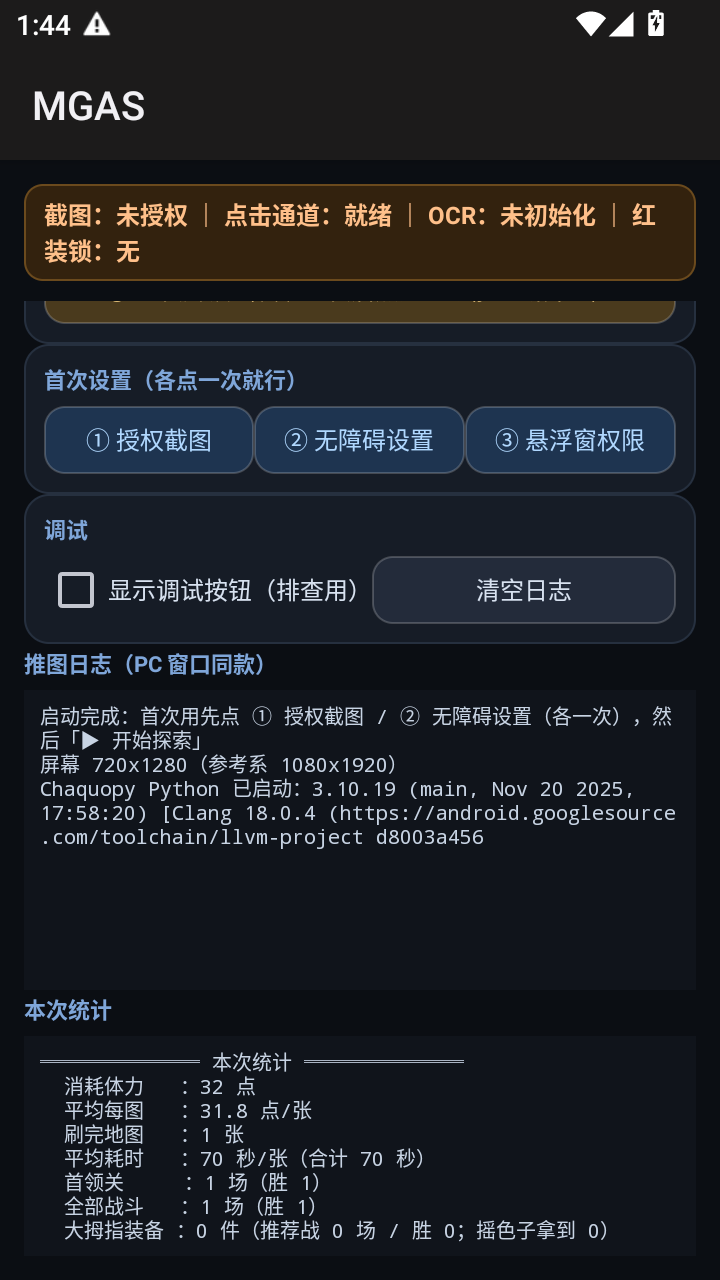 1:44
MGAS
截图：未授权 ｜ 点击通道：就绪 ｜ OCR：未初始化 ｜ 红
装锁：无
首次设置（各点一次就行）
① 授权截图 ② 无障碍设置 ③ 悬浮窗权限
调试
显示调试按钮（排查用） 清空日志
推图日志（PC 窗口同款）
启动完成：首次用先点 ① 授权截图 / ② 无障碍设置（各一次），然
后「▶ 开始探索」
屏幕 720x1280（参考系 1080x1920）
Chaquopy Python 已启动：3.10.19 (main, Nov 20 2025,
17:58:20) [Clang 18.0.4 (https://android.googlesource
.com/toolchain/llvm-project d8003a456
本次统计
════════ 本次统计 ════════
消耗体力 ：32 点
平均每图 ：31.8 点/张
刷完地图 ：1 张
平均耗时 ：70 秒/张（合计 70 秒）
首领关 ：1 场（胜 1）
全部战斗 ：1 场（胜 1）
大拇指装备 ：0 件（推荐战 0 场 / 胜 0；摇色子拿到 0）